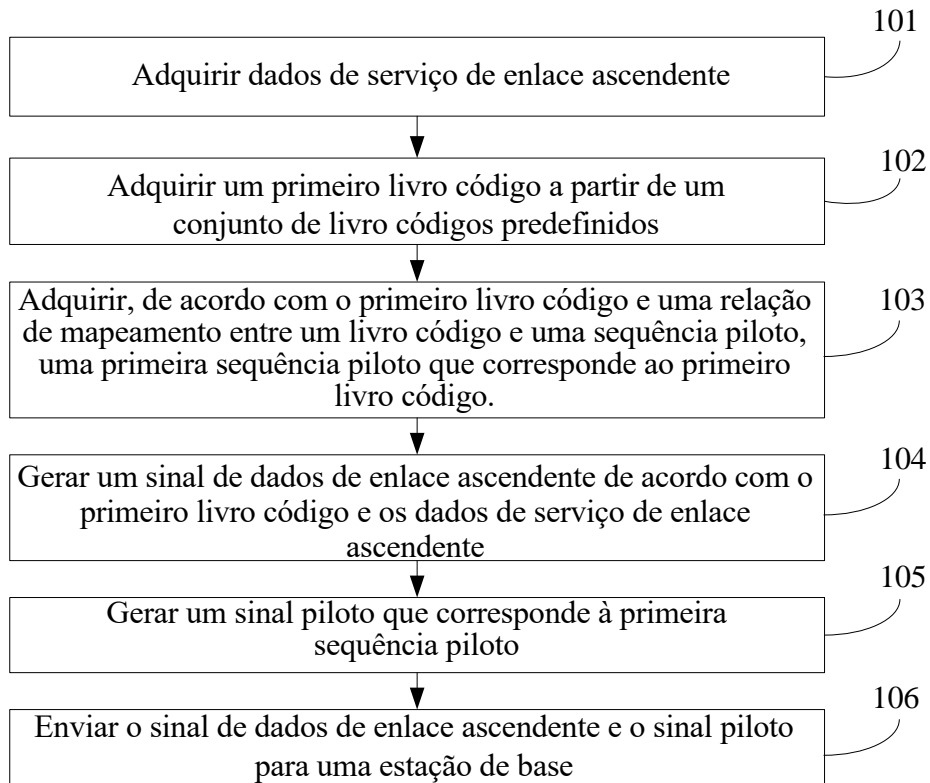 101
Adquirir dados de serviço de enlace ascendente
102
Adquirir um primeiro livro código a partir de um
conjunto de livro códigos predefinidos
103
Adquirir, de acordo com o primeiro livro código e uma relação
de mapeamento entre um livro código e uma sequência piloto,
uma primeira sequência piloto que corresponde ao primeiro
livro código.
104
Gerar um sinal de dados de enlace ascendente de acordo com o
primeiro livro código e os dados de serviço de enlace
ascendente
105
Gerar um sinal piloto que corresponde à primeira
sequência piloto
106
Enviar o sinal de dados de enlace ascendente e o sinal piloto
para uma estação de base